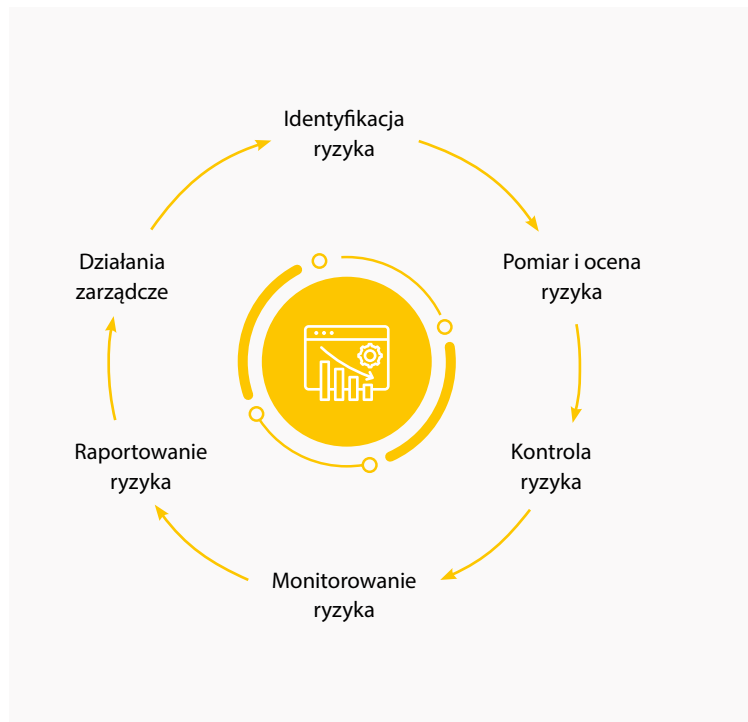 Identyfikacja
ryzyka
Pomiar i ocena
ryzyka
Kontrola
ryzyka
Monitorowanie
ryzyka
Raportowanie
ryzyka
Działania
zarządcze